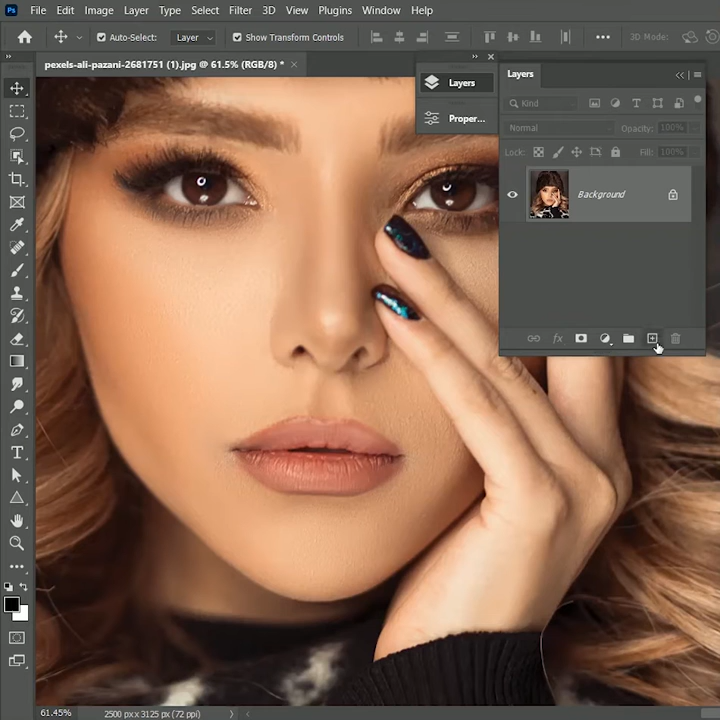 Ps File Edit Image Layer Type Select Filter 3D View Plugins Window Help
Auto-Select: Layer Show Transform Controls ••• 3D Mode:
pexels-ali-pazani-2681751 (1).jpg @ 61.5% (RGB/8) * ×
Layers
Proper...
Layers
Kind
Normal Opacity: 100%
Lock: Fill: 100%
Background
fx
61.45% 2500 px x 3125 px (72 ppi)